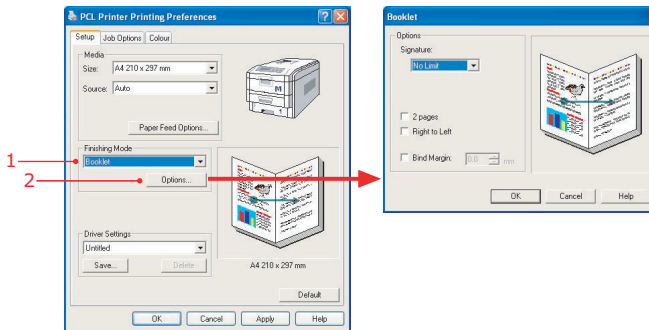 PCL Printer Printing Preferences
Setup
Job Options
Colour
Media
Size: A4 210 x 297 mm
Source: Auto
Paper Feed Options...
1
Finishing Mode
Booklet
2
Options...
Driver Settings
Untitled
Save...
Delete
A4 210 x 297 mm
Default
OK
Cancel
Apply
Help
Booklet
Options
Signature:
No Limit
2 pages
Right to Left
Bind Margin: 0.0 mm
OK
Cancel
Help